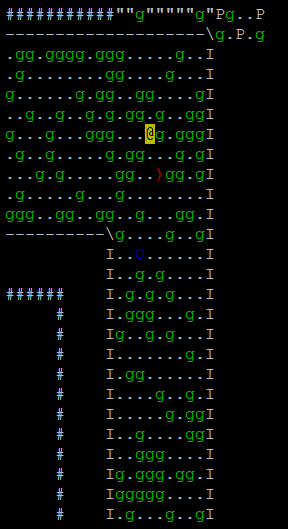 ###########""g"""""g"Pg..P
--------------------\g.P.g
.gg.gggg.ggg.....g..I
.g........gg...g....I
g......g.gg..gg....gI
..g..g..g.g.gg.g..ggI
g...g...ggg...@g.gggI
.g..g.....g.gg...g.gI
...g.g.....gg..)gg.gI
.g.....g...g........I
ggg..gg..gg..g...gg.I
----------\g....g..gI
          I..Q......I
          I..g.g....I
######    I.g.g.g...I
     #    I.ggg...g.I
     #    Ig..g.g...I
     #    I.......g.I
     #    I.gg......I
     #    I....g..g.I
     #    I.....g.ggI
     #    I..g....ggI
     #    I..ggg....I
     #    Ig.ggg.gg.I
     #    Iggggg....I
     #    I.g...g..gI